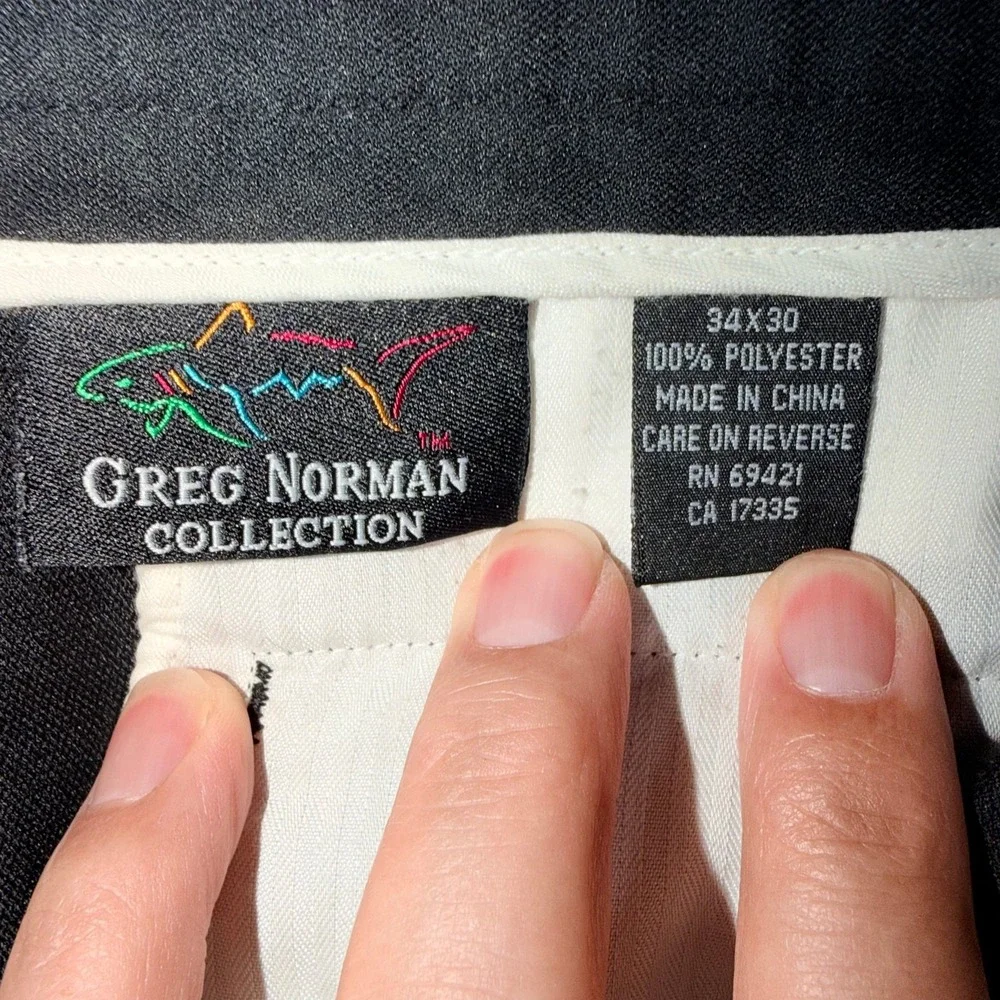 TM
GREG NORMAN
COLLECTION
34X30
100% POLYESTER
MADE IN CHINA
CARE ON REVERSE
RN 69421
CA 17335